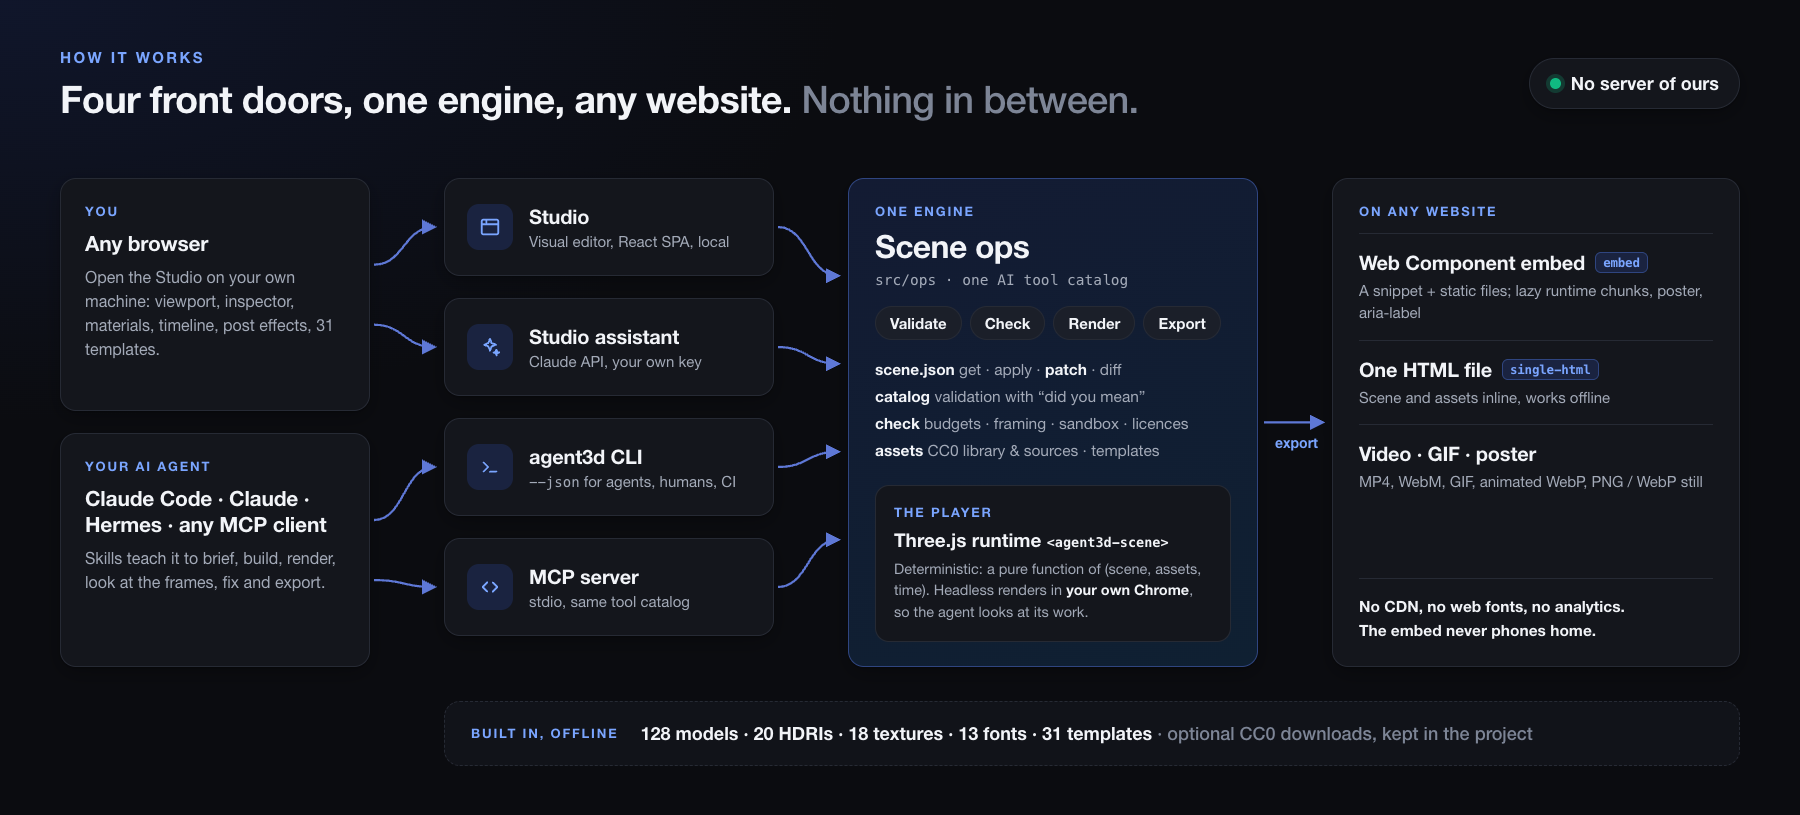 HOW IT WORKS
Four front doors, one engine, any website. Nothing in between.
No server of ours
YOU
Any browser
Open the Studio on your own
machine: viewport, inspector,
materials, timeline, post effects, 31
templates.
YOUR AI AGENT
Claude Code · Claude ·
Hermes · any MCP client
Skills teach it to brief, build, render,
look at the frames, fix and export.
Studio
Visual editor, React SPA, local
Studio assistant
Claude API, your own key
agent3d CLI
--json for agents, humans, CI
MCP server
stdio, same tool catalog
ONE ENGINE
Scene ops
src/ops · one AI tool catalog
Validate
Check
Render
Export
scene.json get · apply · patch · diff
catalog validation with “did you mean”
check budgets · framing · sandbox · licences
assets CC0 library & sources · templates
THE PLAYER
Three.js runtime <agent3d-scene>
Deterministic: a pure function of (scene, assets,
time). Headless renders in your own Chrome,
so the agent looks at its work.
export
ON ANY WEBSITE
Web Component embed embed
A snippet + static files; lazy runtime chunks, poster,
aria-label
One HTML file single-html
Scene and assets inline, works offline
Video · GIF · poster
MP4, WebM, GIF, animated WebP, PNG / WebP still
No CDN, no web fonts, no analytics.
The embed never phones home.
BUILT IN, OFFLINE
128 models · 20 HDRIs · 18 textures · 13 fonts · 31 templates · optional CC0 downloads, kept in the project